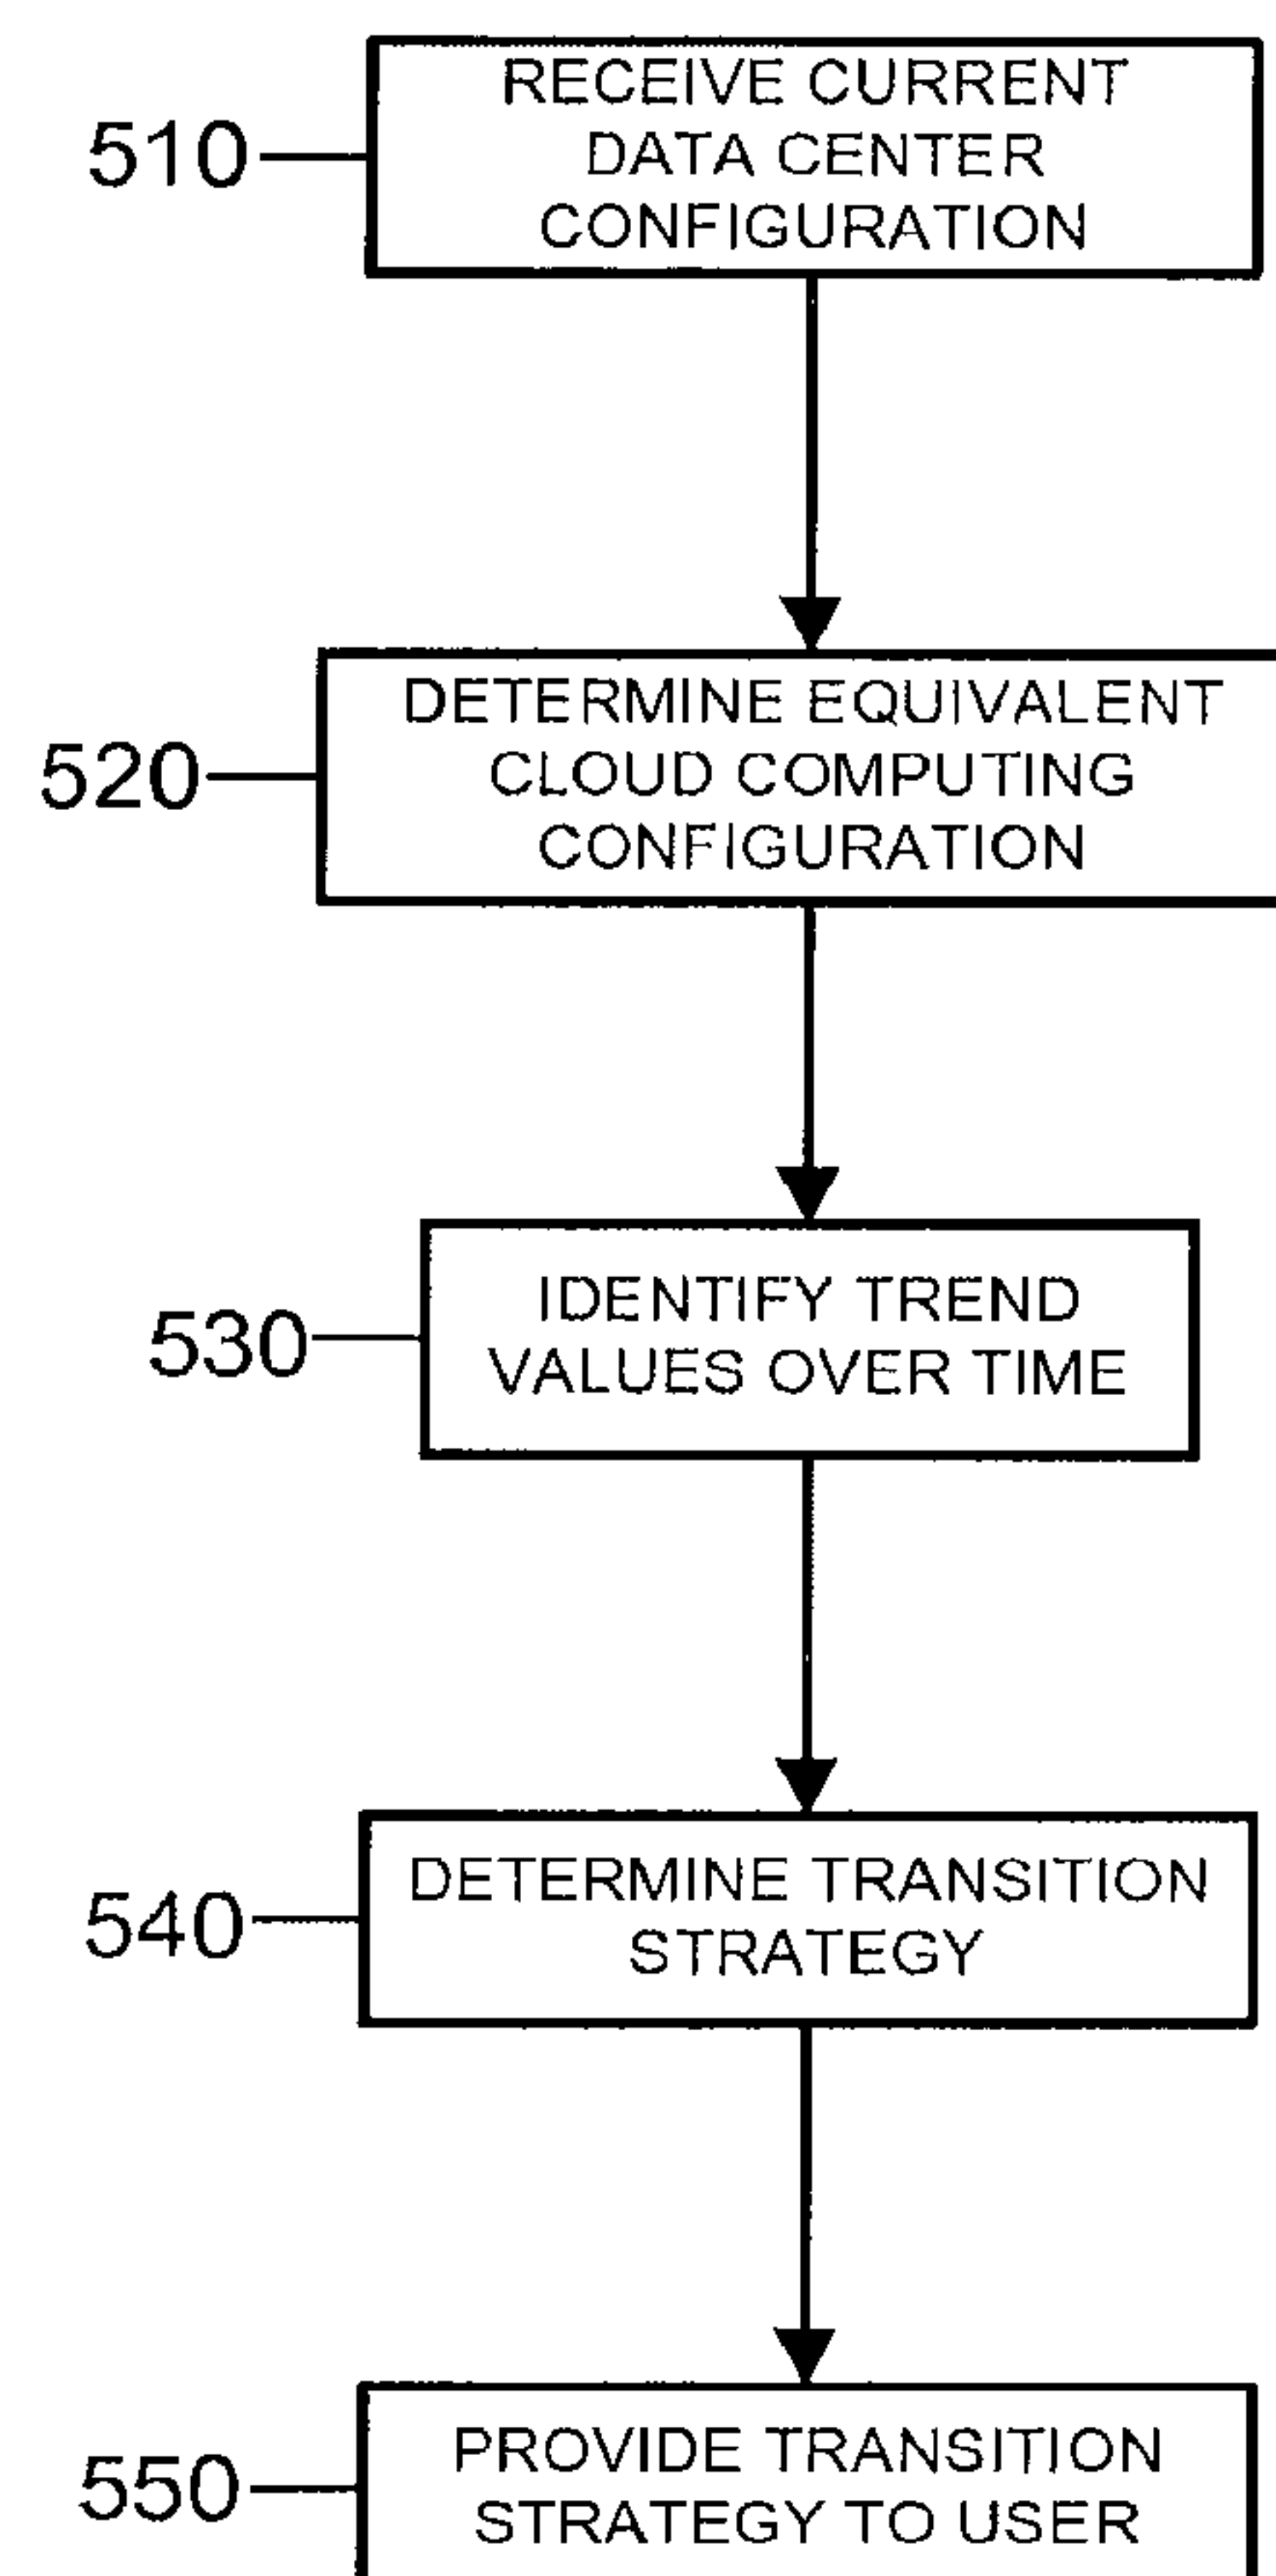 510
RECEIVE CURRENT
DATA CENTER
CONFIGURATION
520
DETERMINE EQUIVALENT
CLOUD COMPUTING
CONFIGURATION
530
IDENTIFY TREND
VALUES OVER TIME
540
DETERMINE TRANSITION
STRATEGY
550
PROVIDE TRANSITION
STRATEGY TO USER